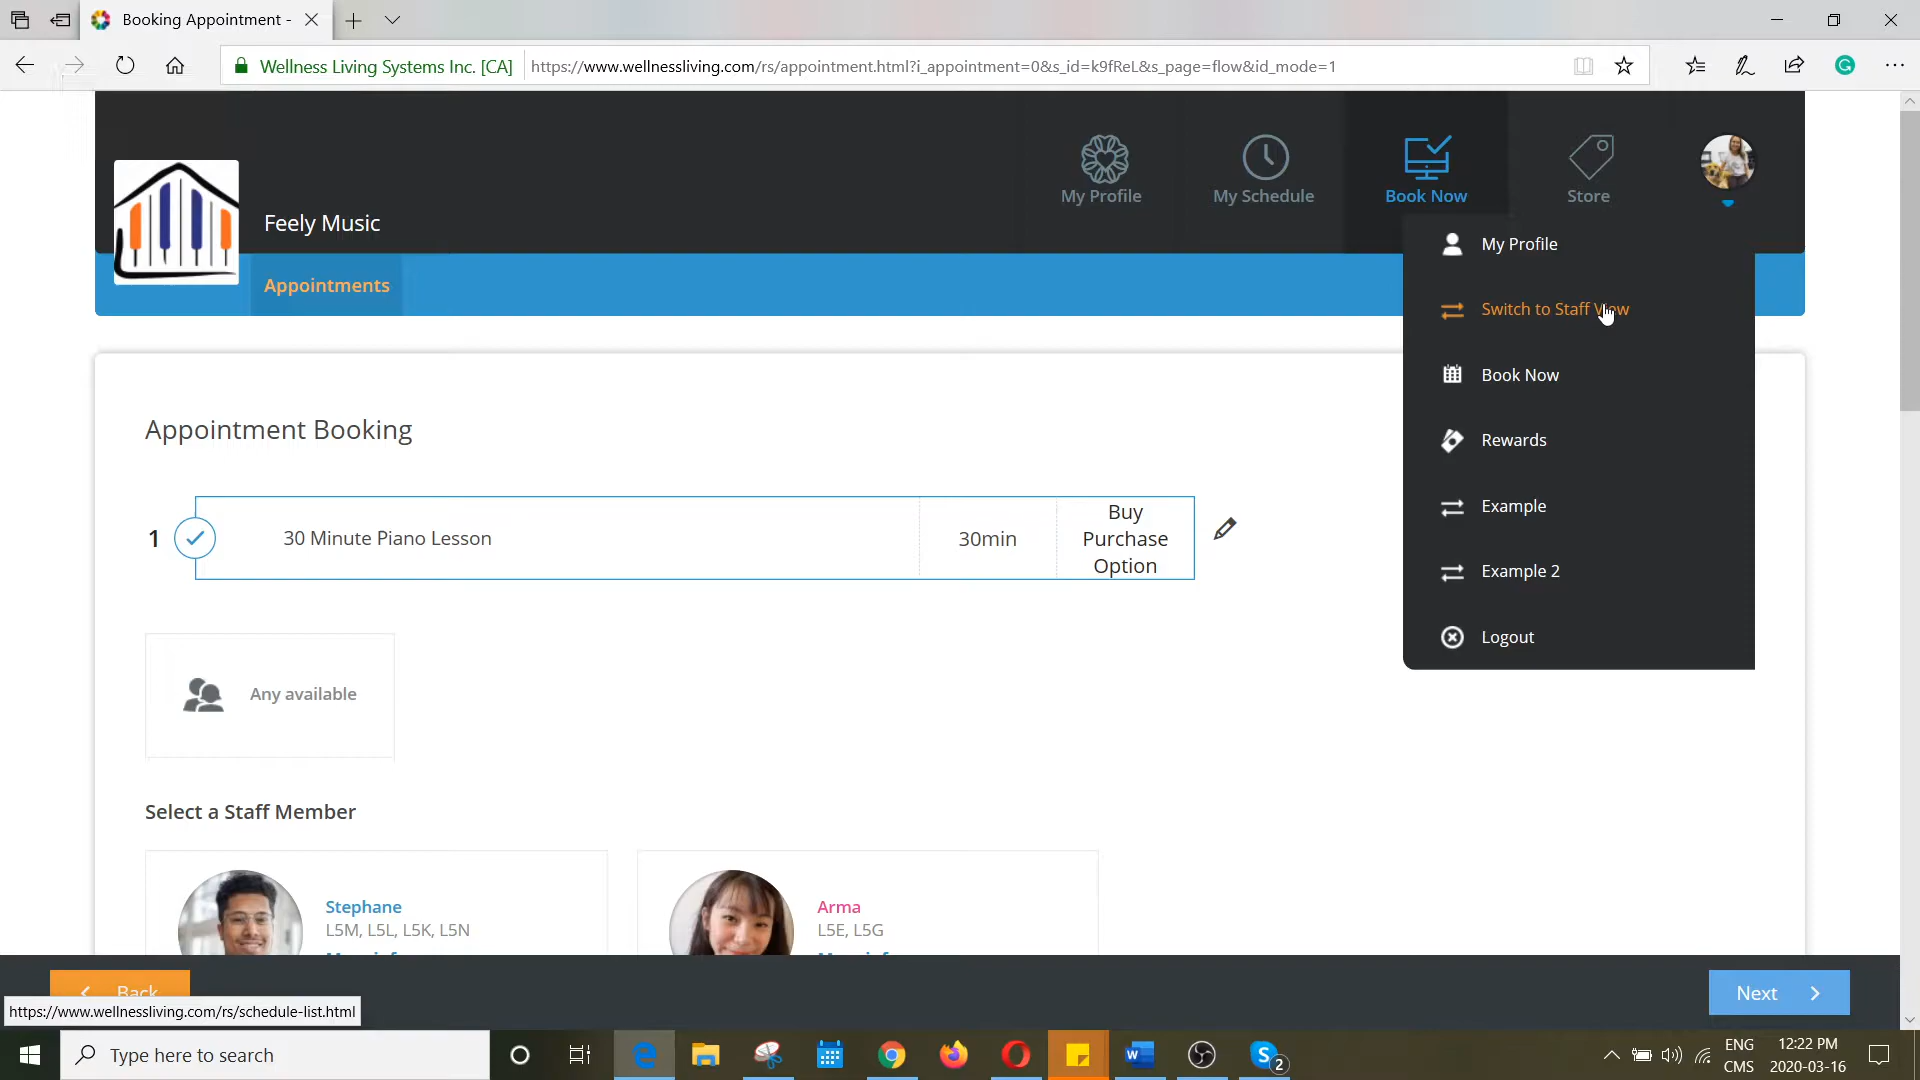 Booking Appointment -
Wellness Living Systems Inc. [CA]
https://www.wellnessliving.com/rs/appointment.html?i_appointment=0&s_id=k9fReL&s_page=flow&id_mode=1
My Profile
My Schedule
Book Now
Store
Feely Music
Appointments
My Profile
Switch to Staff View
Book Now
Rewards
Example
Example 2
Logout
Appointment Booking
1
30 Minute Piano Lesson
30min
Buy
Purchase
Option
Any available
Select a Staff Member
Stephane
L5M, L5L, L5K, L5N
Arma
L5E, L5G
Back
Next
https://www.wellnessliving.com/rs/schedule-list.html
Type here to search
2
ENG
CMS
12:22 PM
2020-03-16